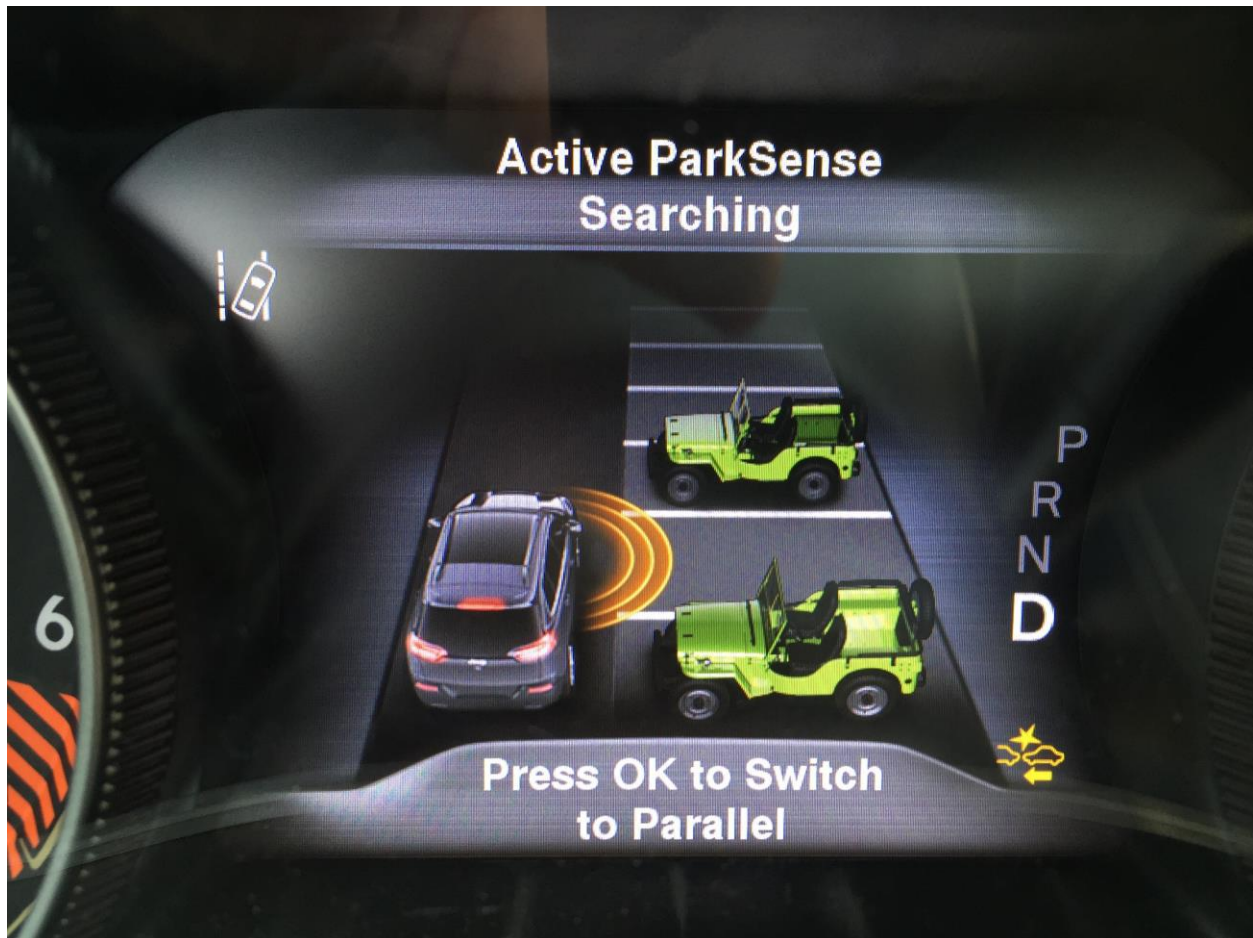 Active ParkSense
Searching
P
R
N
D
6
Press OK to Switch
to Parallel